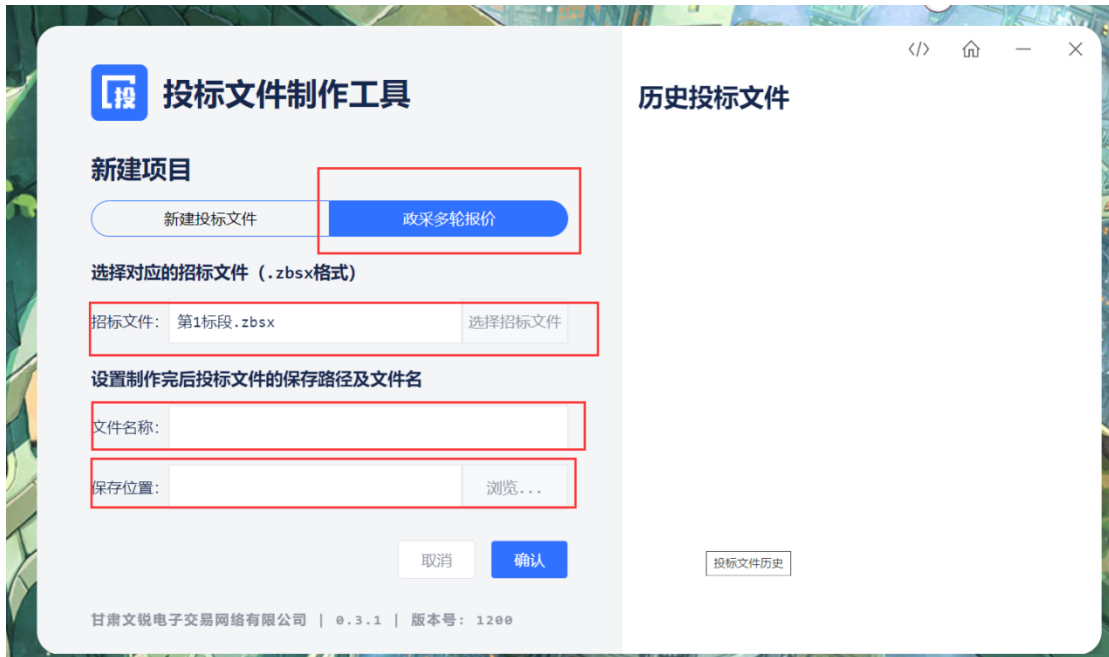 投
投标文件制作工具
新建项目
新建投标文件 政采多轮报价
选择对应的招标文件（.zbsx格式）
招标文件： 第1标段.zbsx 选择招标文件
设置制作完后投标文件的保存路径及文件名
文件名称：
保存位置： 浏览...
取消 确认
甘肃文锐电子交易网络有限公司 | 0.3.1 | 版本号: 1200
</>
历史投标文件
投标文件历史